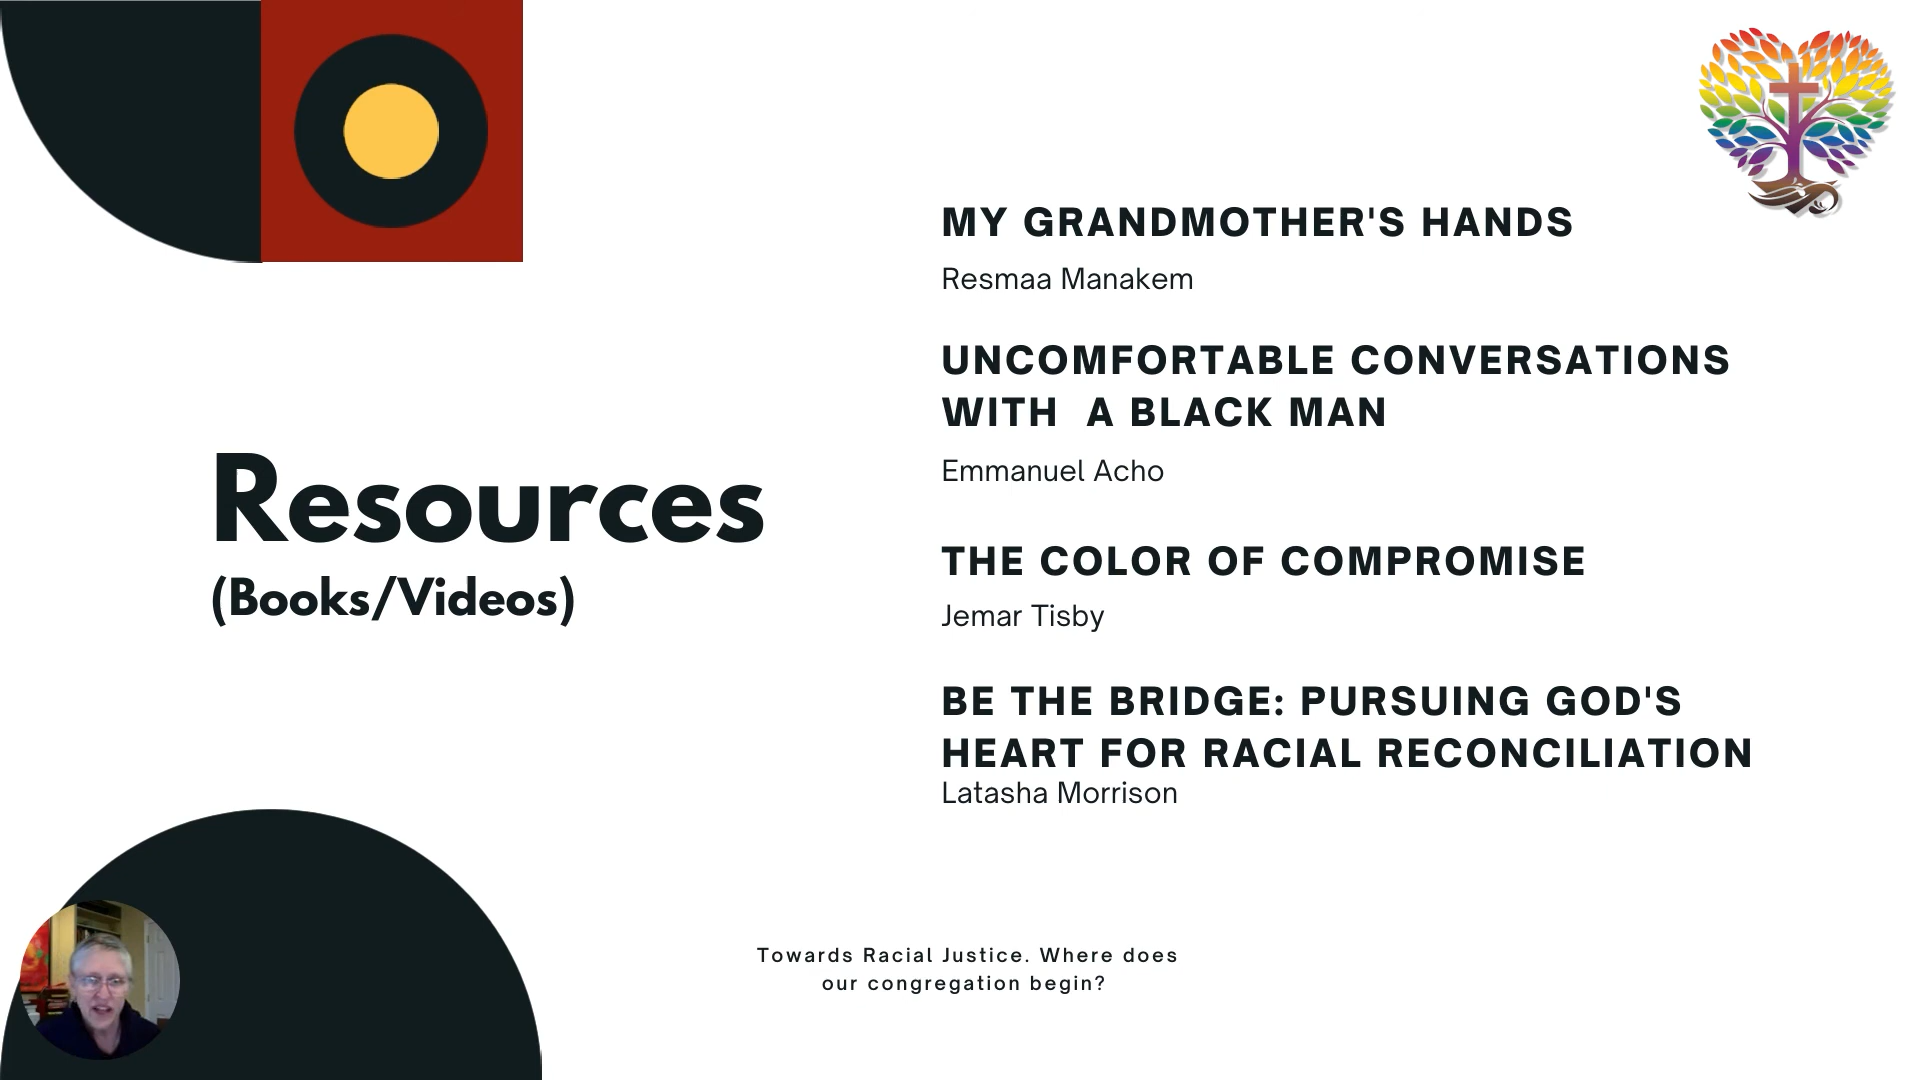 Resources
(Books/Videos)
MY GRANDMOTHER'S HANDS
Resmaa Manakem
UNCOMFORTABLE CONVERSATIONS
WITH  A BLACK MAN
Emmanuel Acho
THE COLOR OF COMPROMISE
Jemar Tisby
BE THE BRIDGE: PURSUING GOD'S
HEART FOR RACIAL RECONCILIATION
Latasha Morrison
Towards Racial Justice. Where does
our congregation begin?